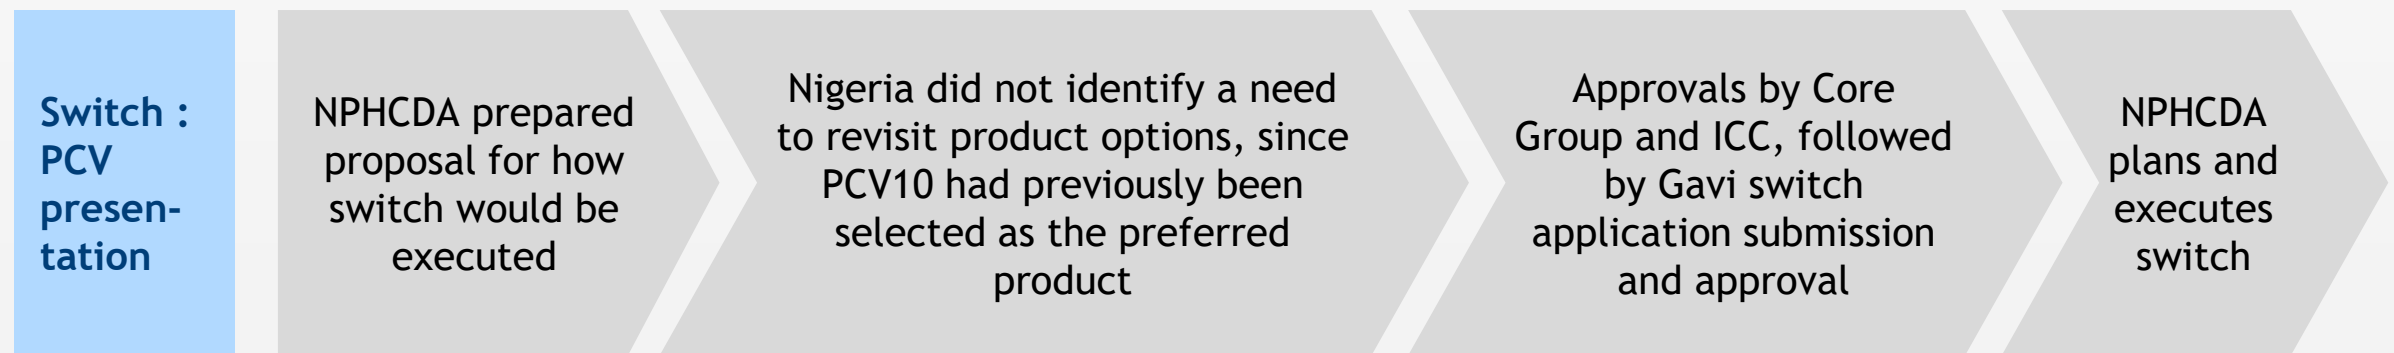 Switch :
PCV
presen-
tation
NPHCDA prepared
proposal for how
switch would be
executed
Nigeria did not identify a need
to revisit product options, since
PCV10 had previously been
selected as the preferred
product
Approvals by Core
Group and ICC, followed
by Gavi switch
application submission
and approval
NPHCDA
plans and
executes
switch